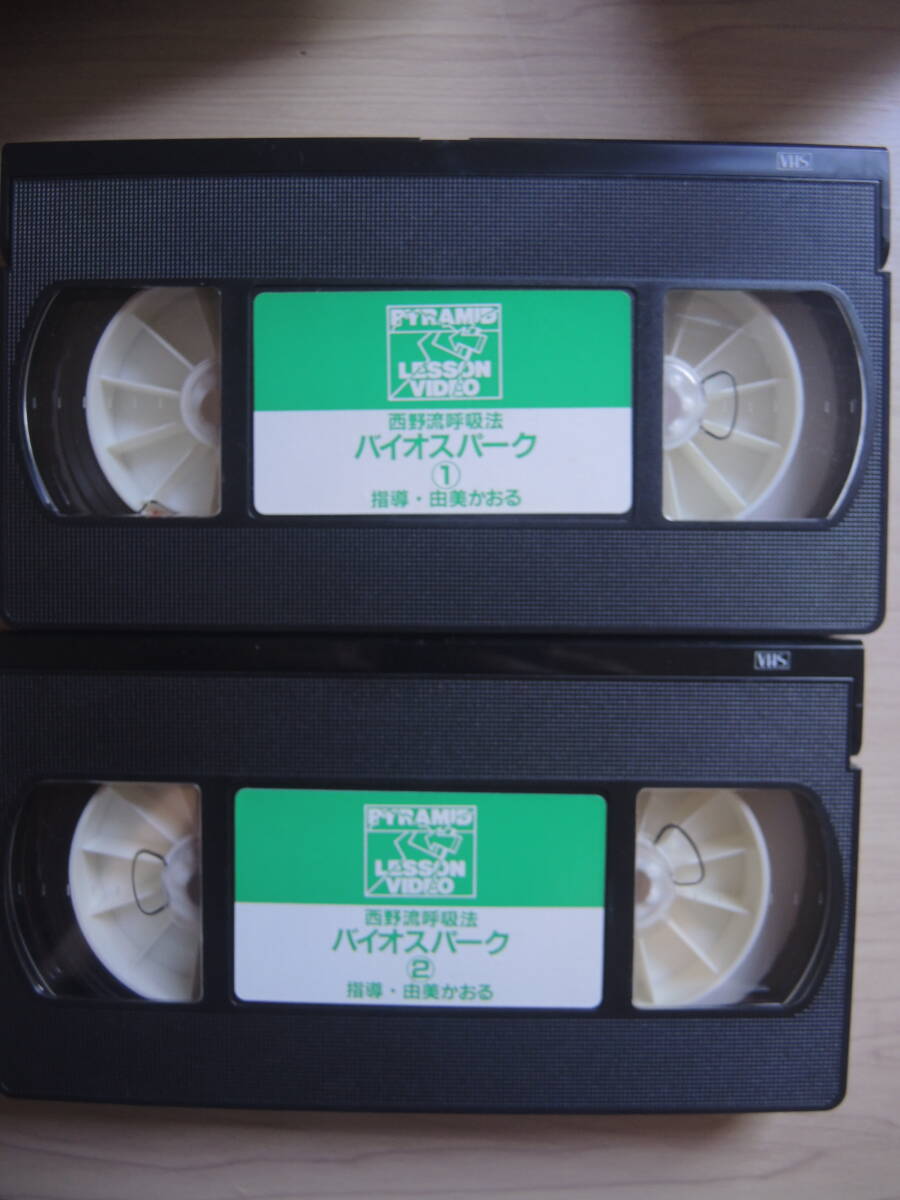 VHS
PYRAMID
LESSON
VIDEO
西野流呼吸法
バイオスパーク
①
指導・由美かおる
VHS
PYRAMID
LESSON
VIDEO
西野流呼吸法
バイオスパーク
②
指導・由美かおる